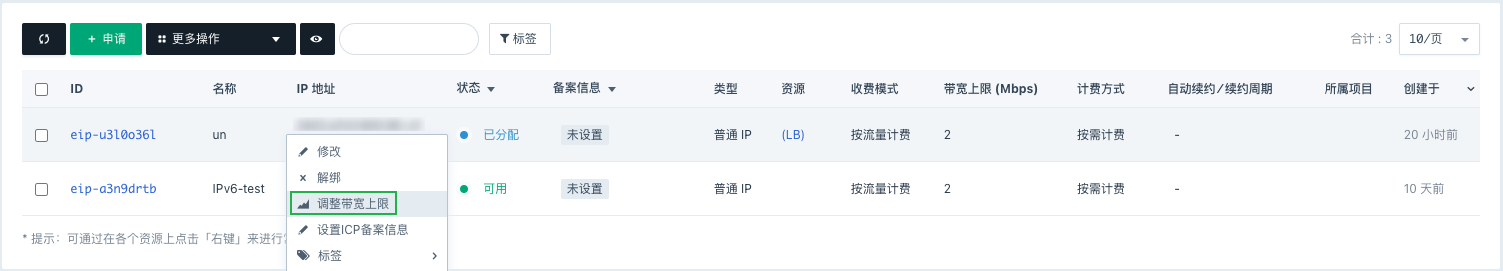 申请 更多操作 标签 合计 : 3 10/页
ID 名称 IP 地址 状态 备案信息 类型 资源 收费模式 带宽上限 (Mbps) 计费方式 自动续约/续约周期 所属项目 创建于
eip-u3l0o36l un 已分配 未设置 普通 IP (LB) 按流量计费 2 按需计费 - 20 小时前
修改
解绑
eip-a3n9drtb IPv6-test 可用 未设置 普通 IP 按流量计费 2 按需计费 - 10 天前
调整带宽上限
设置ICP备案信息
* 提示：可通过在各个资源上点击「右键」来进行
标签